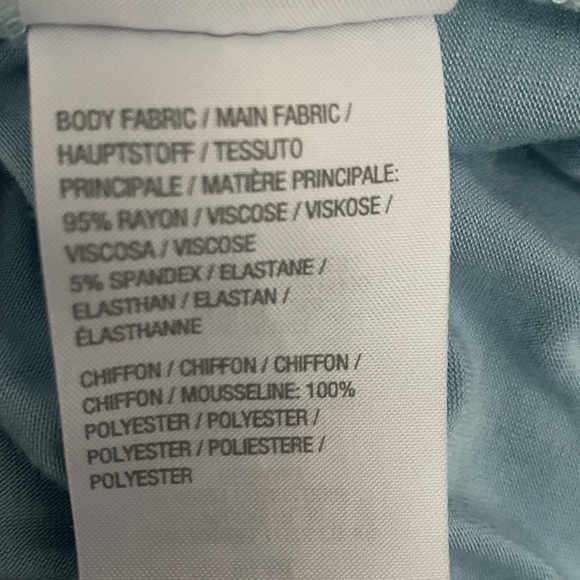 BODY FABRIC / MAIN FABRIC /
HAUPTSTOFF / TESSUTO
PRINCIPALE / MATIÈRE PRINCIPALE:
95% RAYON / VISCOSE / VISKOSE /
VISCOSA / VISCOSE
5% SPANDEX / ELASTANE /
ELASTHAN / ELASTAN /
ÉLASTHANNE
CHIFFON / CHIFFON / CHIFFON /
CHIFFON / MOUSSELINE: 100%
POLYESTER / POLYESTER /
POLYESTER / POLIESTERE /
POLYESTER